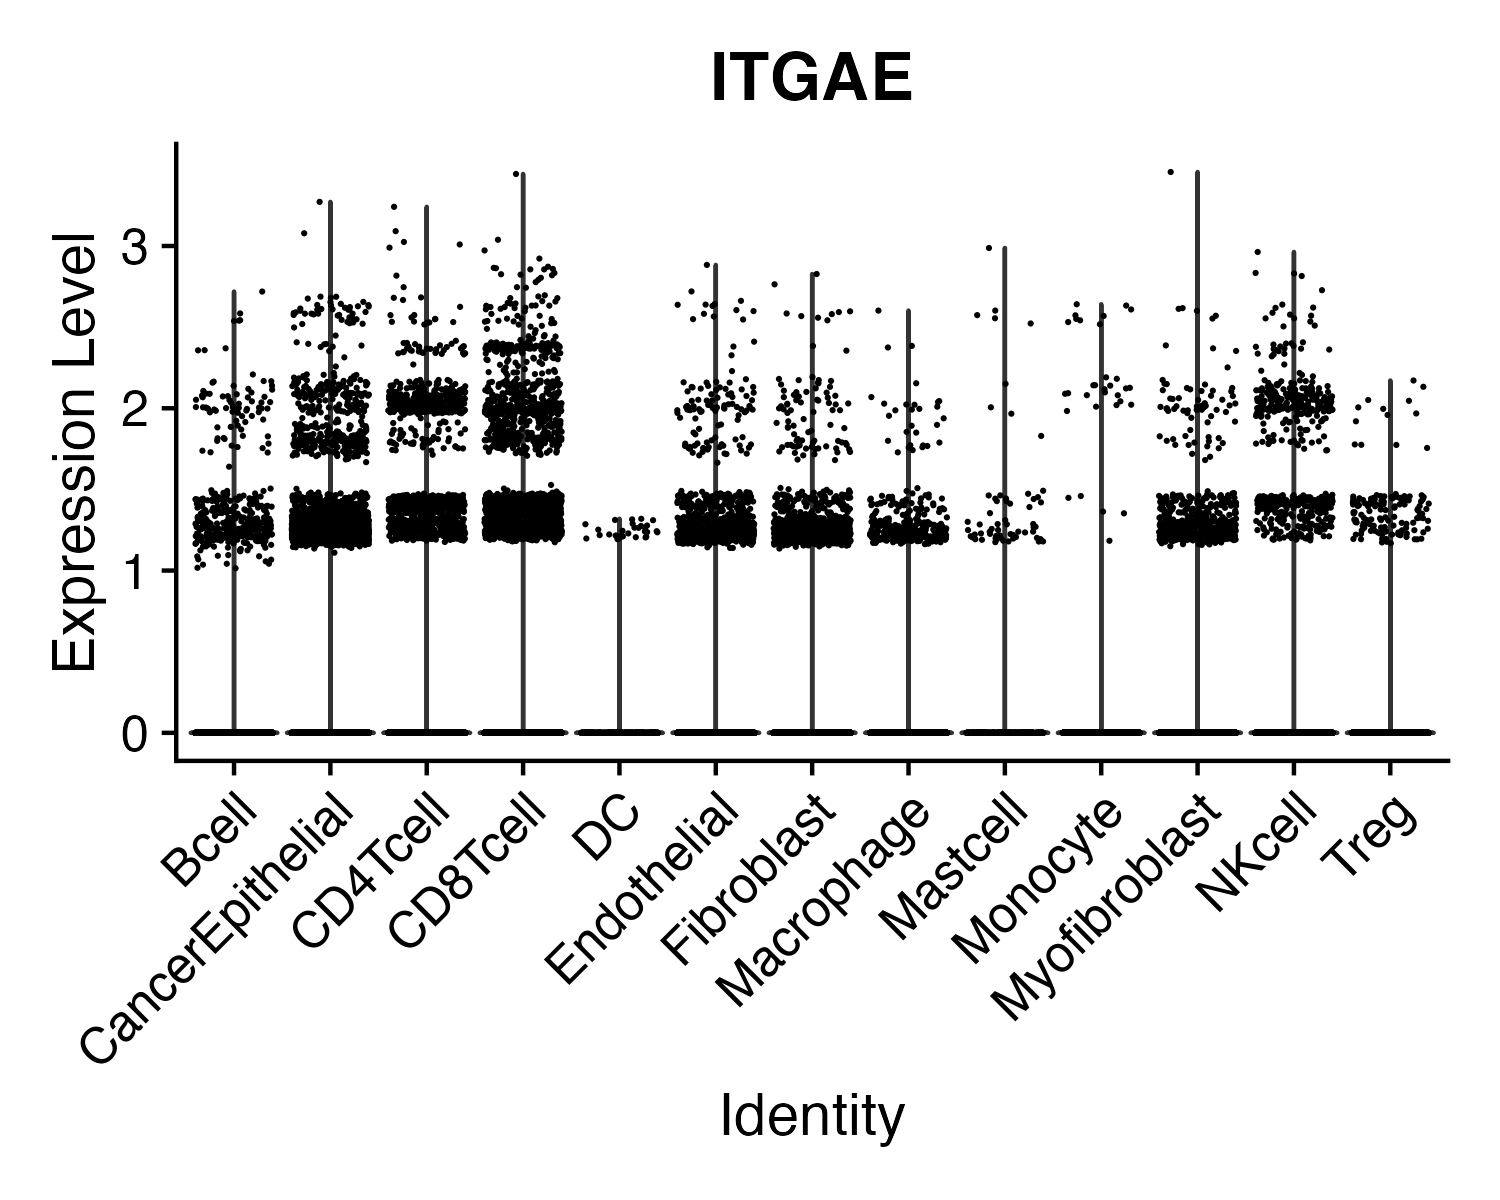 ITGAE
Expression Level
3
2
1
0
Bcell
CancerEpithelial
CD4Tcell
CD8Tcell
DC
Endothelial
Fibroblast
Macrophage
Mastcell
Monocyte
Myofibroblast
NKcell
Treg
Identity